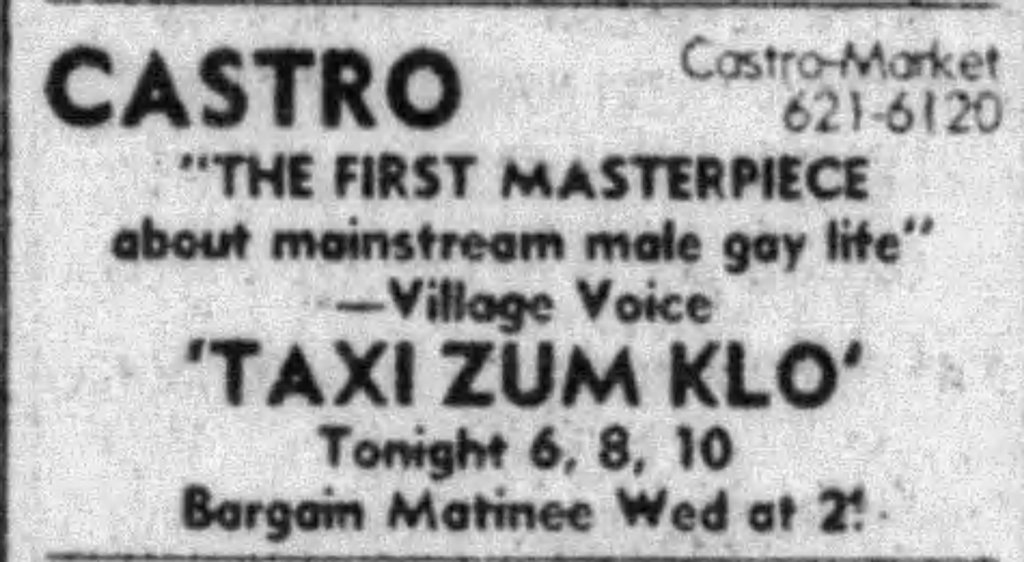 CASTRO
Castro-Market
621-6120
"THE FIRST MASTERPIECE
about mainstream male gay life"
—Village Voice
'TAXI ZUM KLO'
Tonight 6, 8, 10
Bargain Matinee Wed at 2!